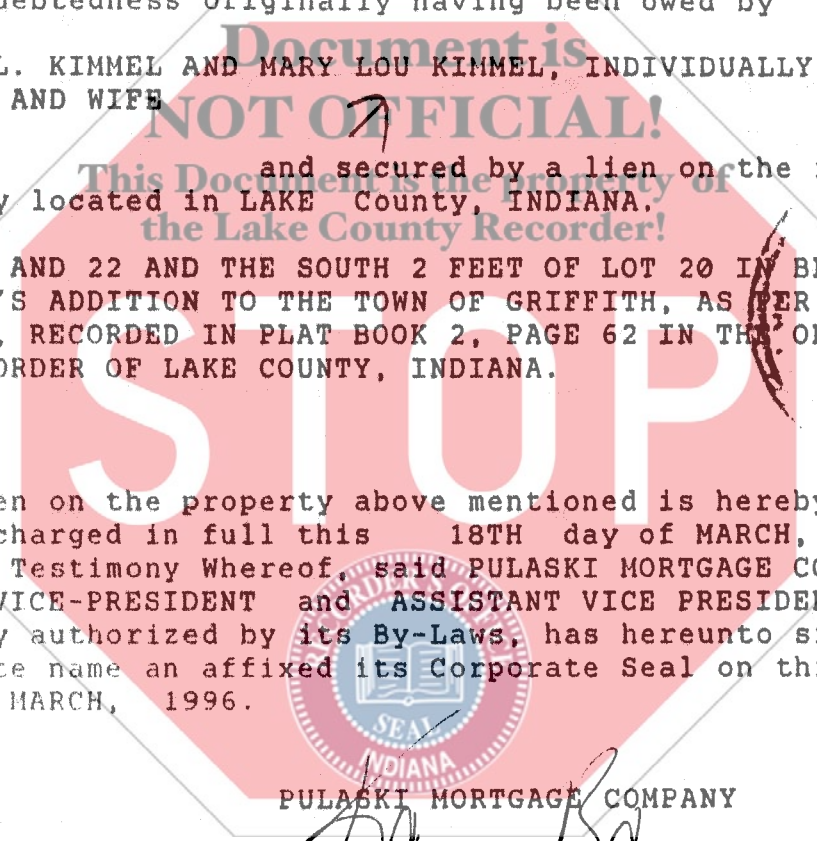 debtedness originally having been owed by
Document is
L. KIMMEL AND MARY LOU KIMMEL, INDIVIDUALLY
AND WIFE
NOT OFFICIAL!
and secured by a lien on the
This Document is the property of
y located in LAKE County, INDIANA.
the Lake County Recorder!
AND 22 AND THE SOUTH 2 FEET OF LOT 20 IN
'S ADDITION TO THE TOWN OF GRIFFITH, AS PER
, RECORDED IN PLAT BOOK 2, PAGE 62 IN THE
ORDER OF LAKE COUNTY, INDIANA.
STOP
en on the property above mentioned is hereby
charged in full this 18TH day of MARCH,
Testimony Whereof, said PULASKI MORTGAGE CO
VICE-PRESIDENT and ASSISTANT VICE PRESIDE
y authorized by its By-Laws, has hereunto s
te name an affixed its Corporate Seal on th
MARCH, 1996.
RECORDER'S OFFICE
SEAL
INDIANA
PULASKI MORTGAGE COMPANY